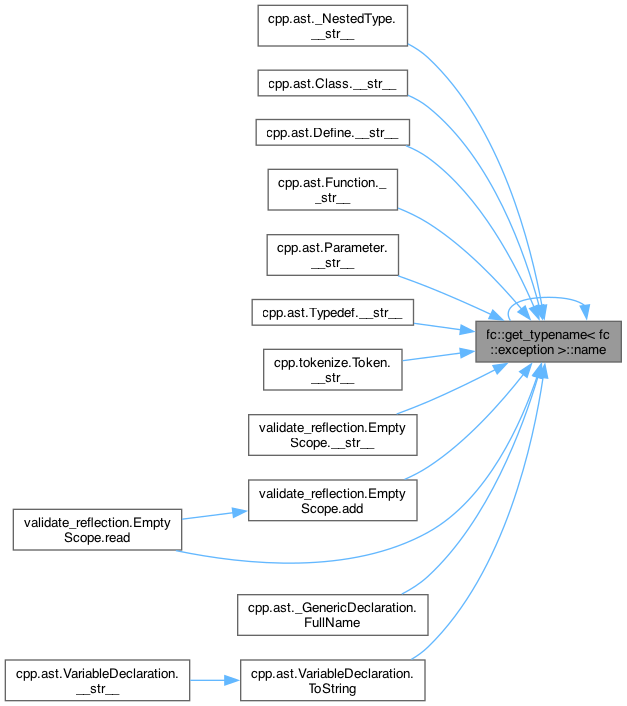 cpp.ast._NestedType.
__str__
cpp.ast.Class.__str__
cpp.ast.Define.__str__
cpp.ast.Function._
_str__
cpp.ast.Parameter.
__str__
cpp.ast.Typedef.__str__
fc::get_typename< fc
::exception >::name
cpp.tokenize.Token.
__str__
validate_reflection.Empty
Scope.__str__
validate_reflection.Empty
Scope.add
validate_reflection.Empty
Scope.read
cpp.ast._GenericDeclaration.
FullName
cpp.ast.VariableDeclaration.
__str__
cpp.ast.VariableDeclaration.
ToString